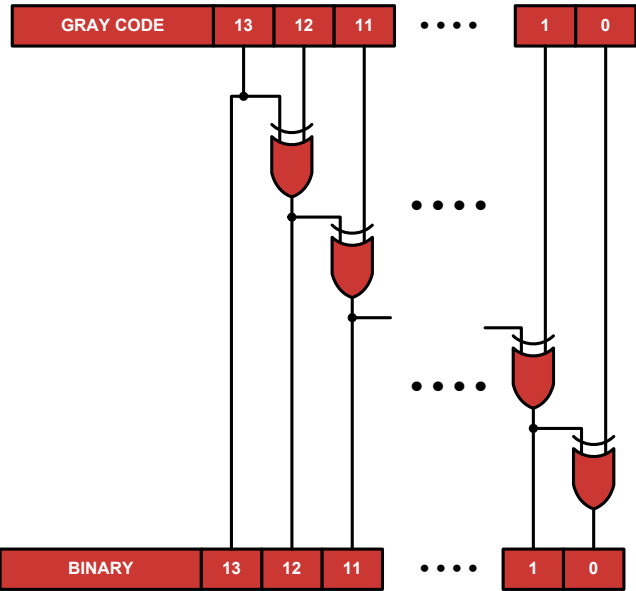 GRAY CODE 13 12 11 •••• 1 0
BINARY 13 12 11 •••• 1 0